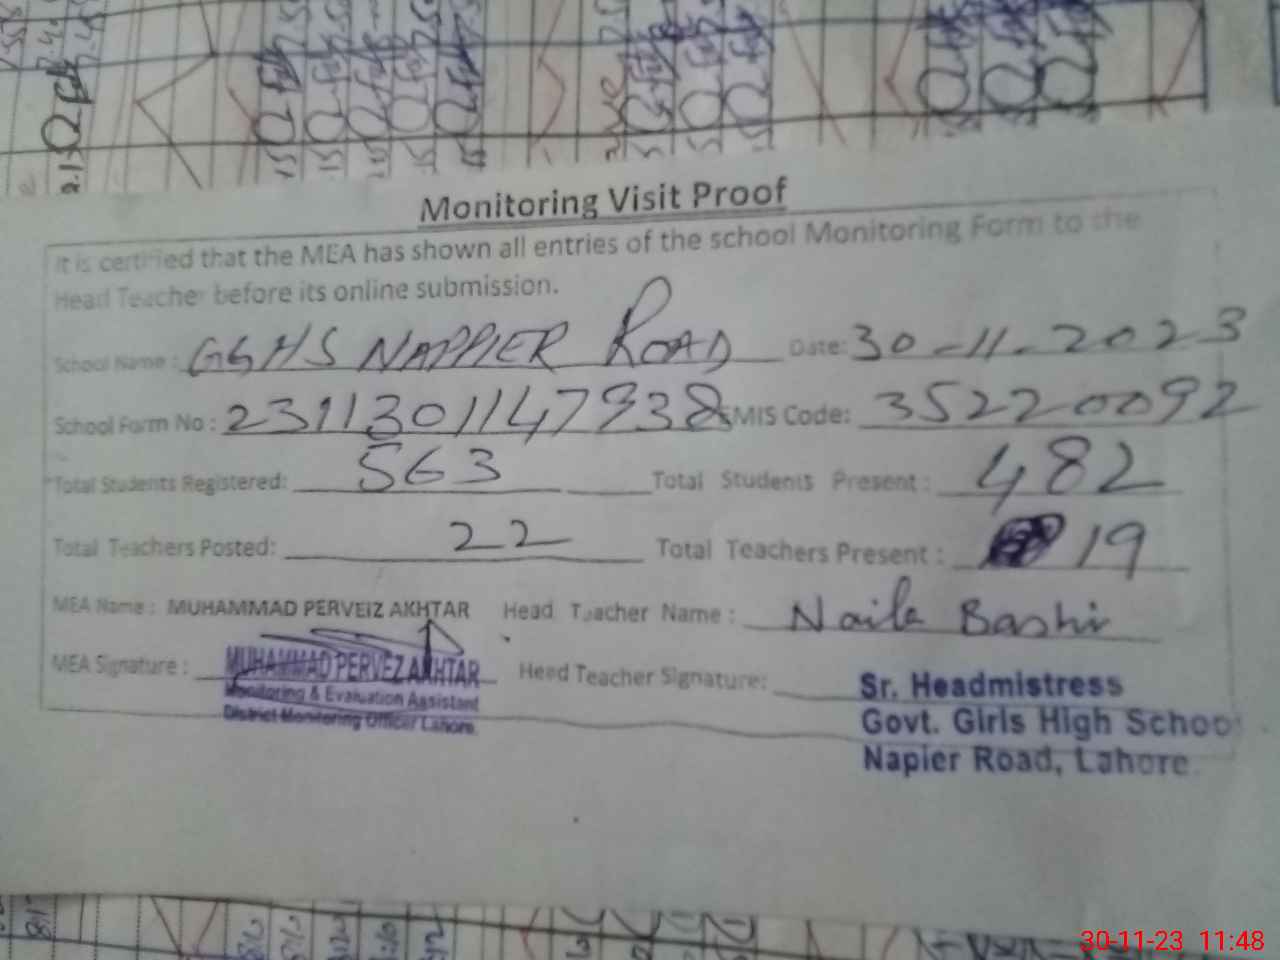 Monitoring Visit Proof
It is certified that the MEA has shown all entries of the school Monitoring Form to the
Head Teacher before its online submission.
School Name: GGHS NAPPIER ROAD Date: 30-11-2023
School Form No: 2311301147938 EMIS Code: 35220092
Total Students Registered: 563 Total Students Present: 482
Total Teachers Posted: 22 Total Teachers Present: 19
MEA Name: MUHAMMAD PERVEIZ AKHTAR Head Teacher Name: Naila Bashir
MEA Signature: MUHAMMAD PERVEZ AKHTAR Head Teacher Signature:
Monitoring & Evaluation Assistant
District Monitoring Officer Lahore.
Sr. Headmistress
Govt. Girls High School
Napier Road, Lahore.
30-11-23 11:48